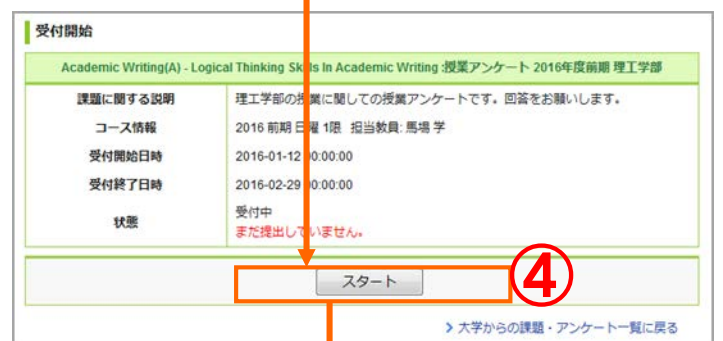 受付開始
Academic Writing(A) - Logical Thinking Skills In Academic Writing :授業アンケート 2016年度前期 理工学部
課題に関する説明 理工学部の授業に関しての授業アンケートです。回答をお願いします。
コース情報 2016 前期 日曜 1限 担当教員: 馬場 学
受付開始日時 2016-01-12 00:00:00
受付終了日時 2016-02-29 00:00:00
状態 受付中
まだ提出していません。
スタート
④
大学からの課題・アンケート一覧に戻る